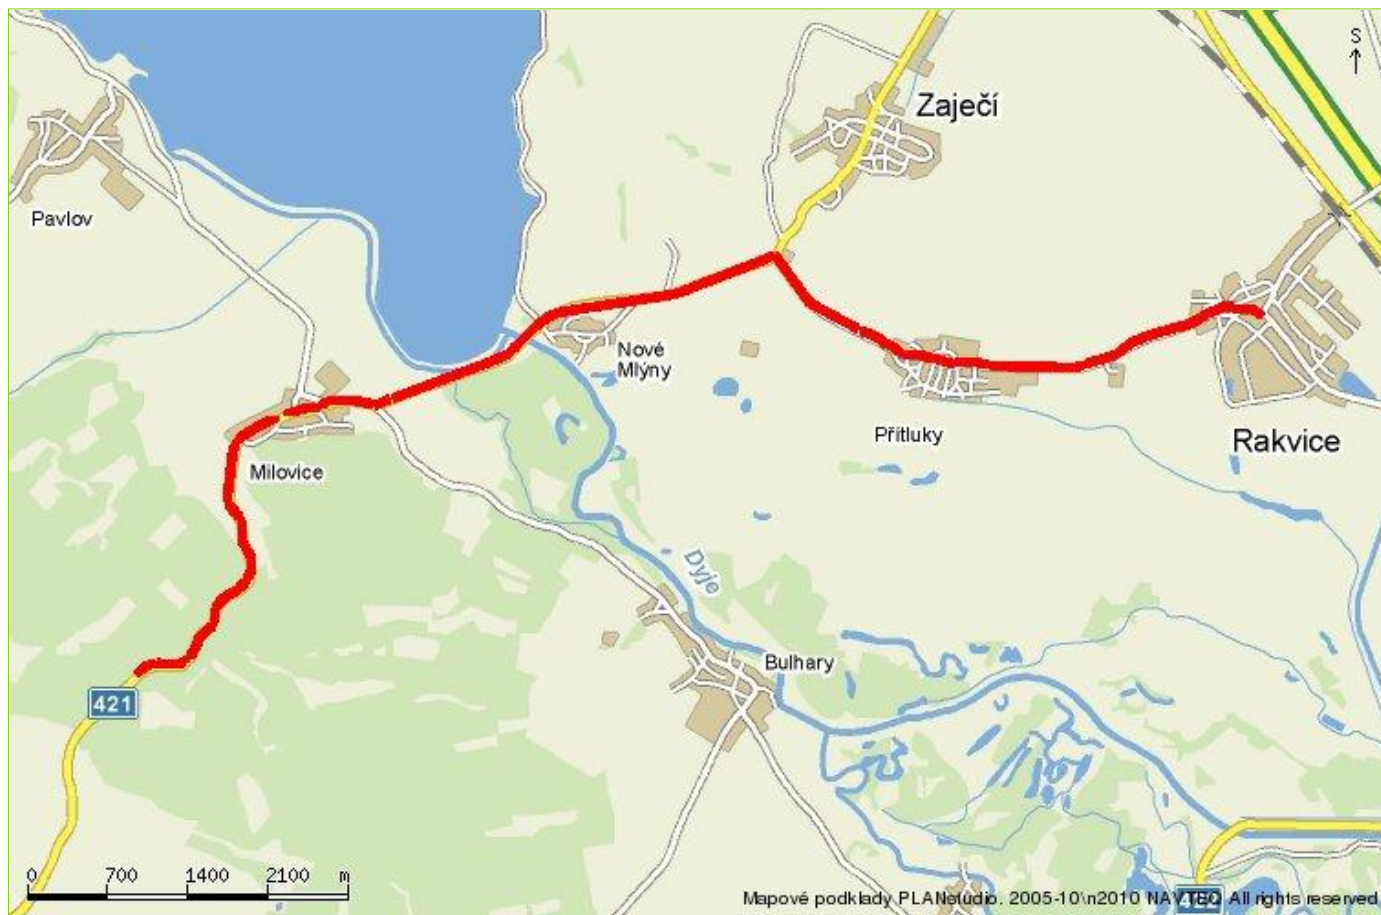 S
Zaječí
Pavlov
Nové
Mlýny
Přítluky
Rakvice
Milovice
Dyje
Bulhary
421
0 700 1400 2100 m
Mapové podklady PLANstúdio, 2005-10\n2010 NAVTEQ All rights reserved